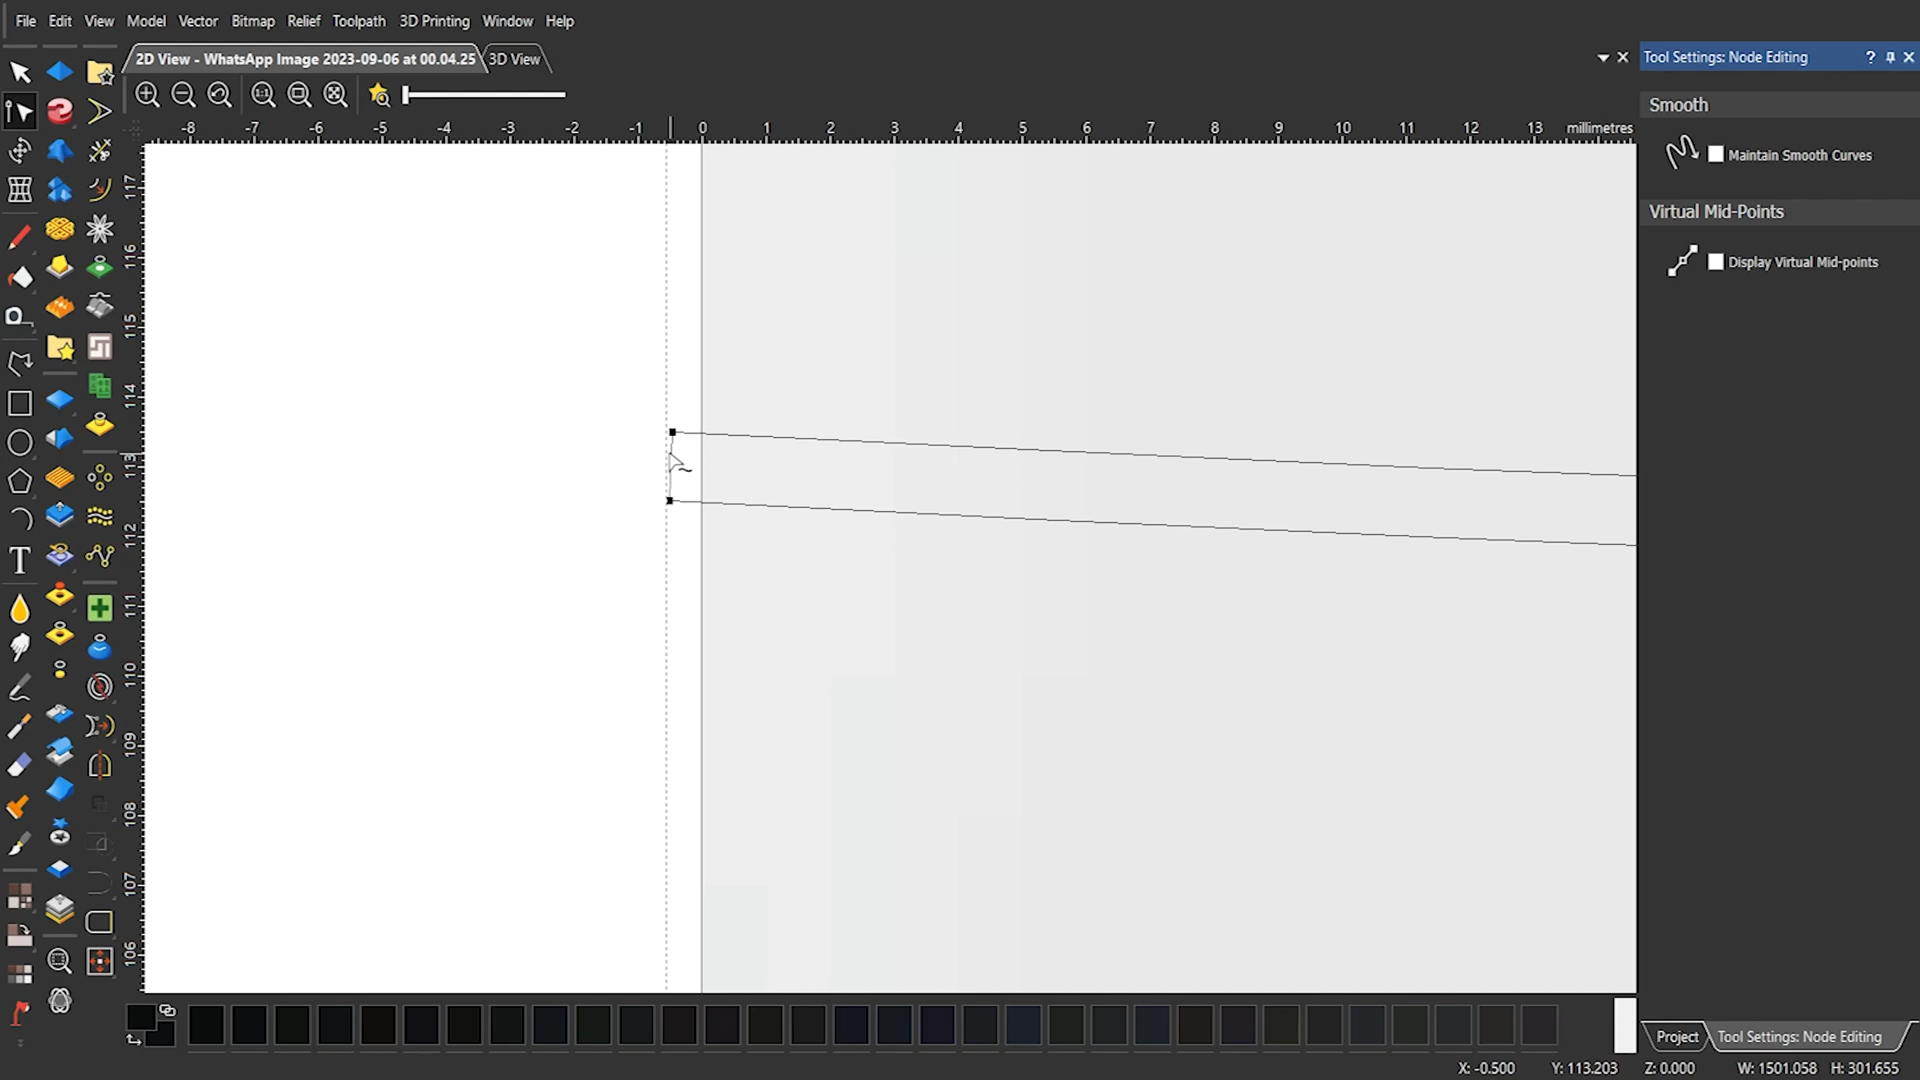 File Edit View Model Vector Bitmap Relief Toolpath 3D Printing Window Help
2D View - WhatsApp Image 2023-09-06 at 00.04.25 3D View
Tool Settings: Node Editing ?
1:1
-8 -7 -6 -5 -4 -3 -2 -1 0 1 2 3 4 5 6 7 8 9 10 11 12 13 millimetres
Smooth
Maintain Smooth Curves
Virtual Mid-Points
Display Virtual Mid-points
117
116
115
114
113
112
111
110
109
108
107
106
T
Project Tool Settings: Node Editing
X: -0.500 Y: 113.203 Z: 0.000 W: 1501.058 H: 301.655